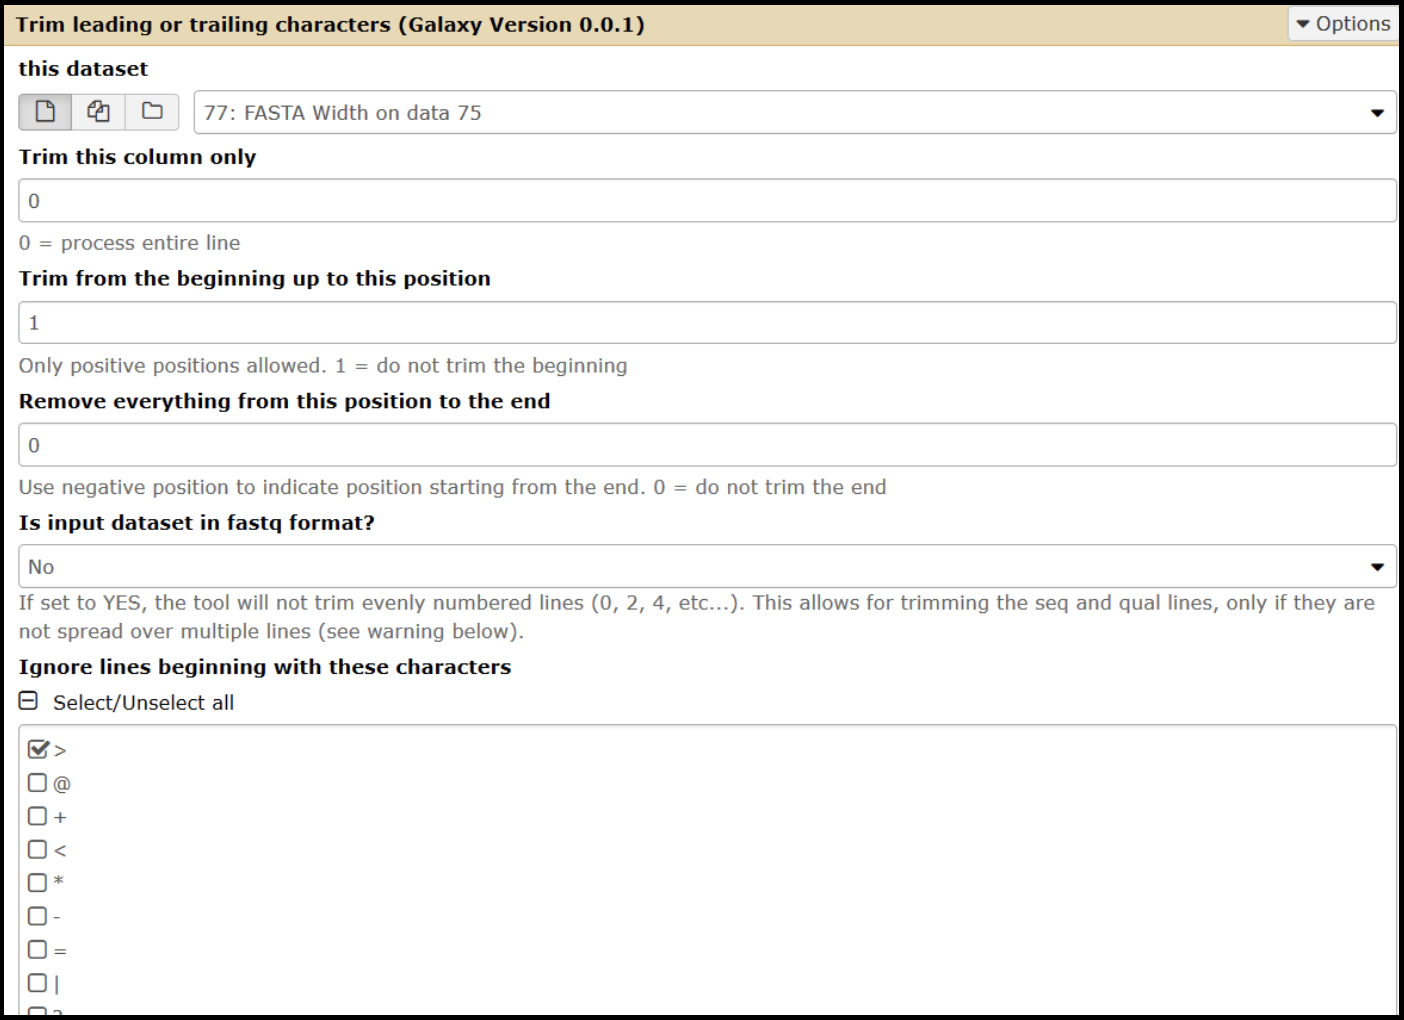 Trim leading or trailing characters (Galaxy Version 0.0.1)
Options
this dataset
77: FASTA Width on data 75
Trim this column only
0
0 = process entire line
Trim from the beginning up to this position
1
Only positive positions allowed. 1 = do not trim the beginning
Remove everything from this position to the end
0
Use negative position to indicate position starting from the end. 0 = do not trim the end
Is input dataset in fastq format?
No
If set to YES, the tool will not trim evenly numbered lines (0, 2, 4, etc...). This allows for trimming the seq and qual lines, only if they are
not spread over multiple lines (see warning below).
Ignore lines beginning with these characters
Select/Unselect all
>
@
+
<
*
-
=
|